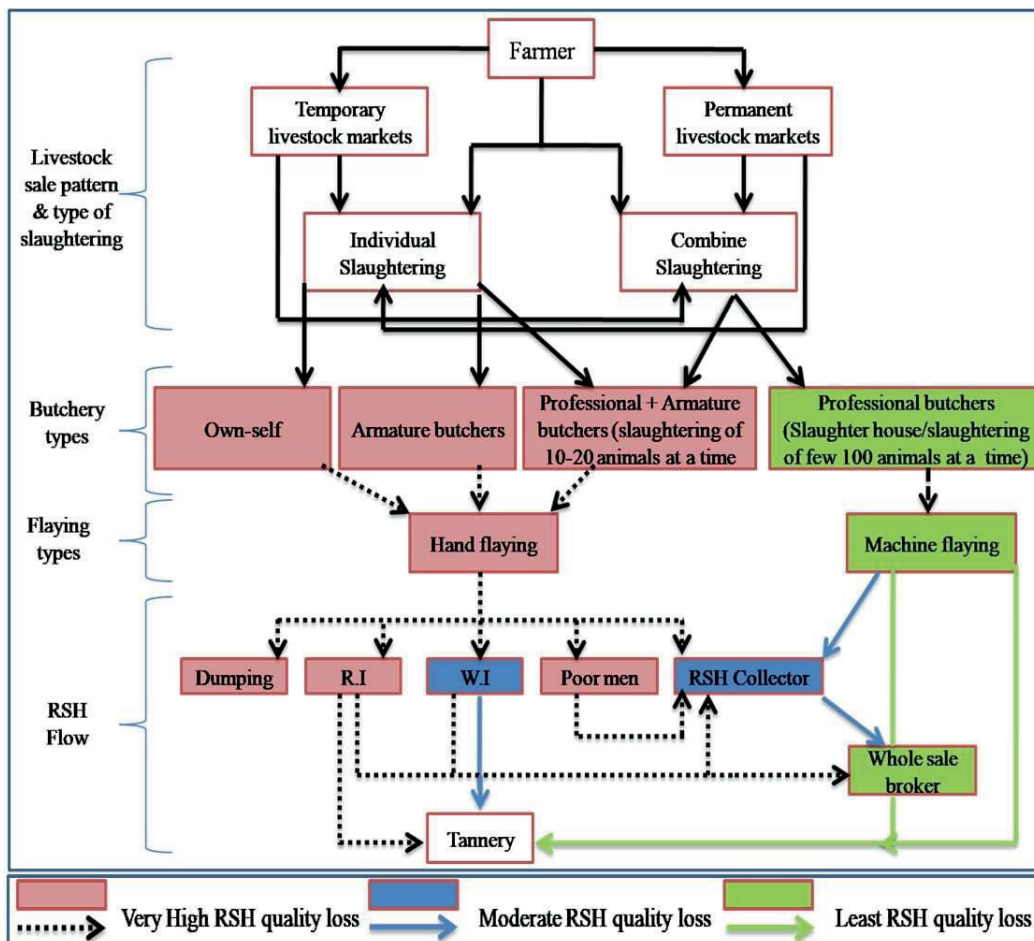 Farmer
Temporary
livestock markets
Permanent
livestock markets
Livestock
sale pattern
& type of
slaughtering
Individual
Slaughtering
Combine
Slaughtering
Butchery
types
Own-self
Armature butchers
Professional + Armature
butchers (slaughtering of
10-20 animals at a time
Professional butchers
(Slaughter house/slaughtering
of few 100 animals at a time)
Flaying
types
Hand flaying
Machine flaying
RSH
Flow
Dumping
R.I
W.I
Poor men
RSH Collector
Whole sale
broker
Tannery
Very High RSH quality loss
Moderate RSH quality loss
Least RSH quality loss